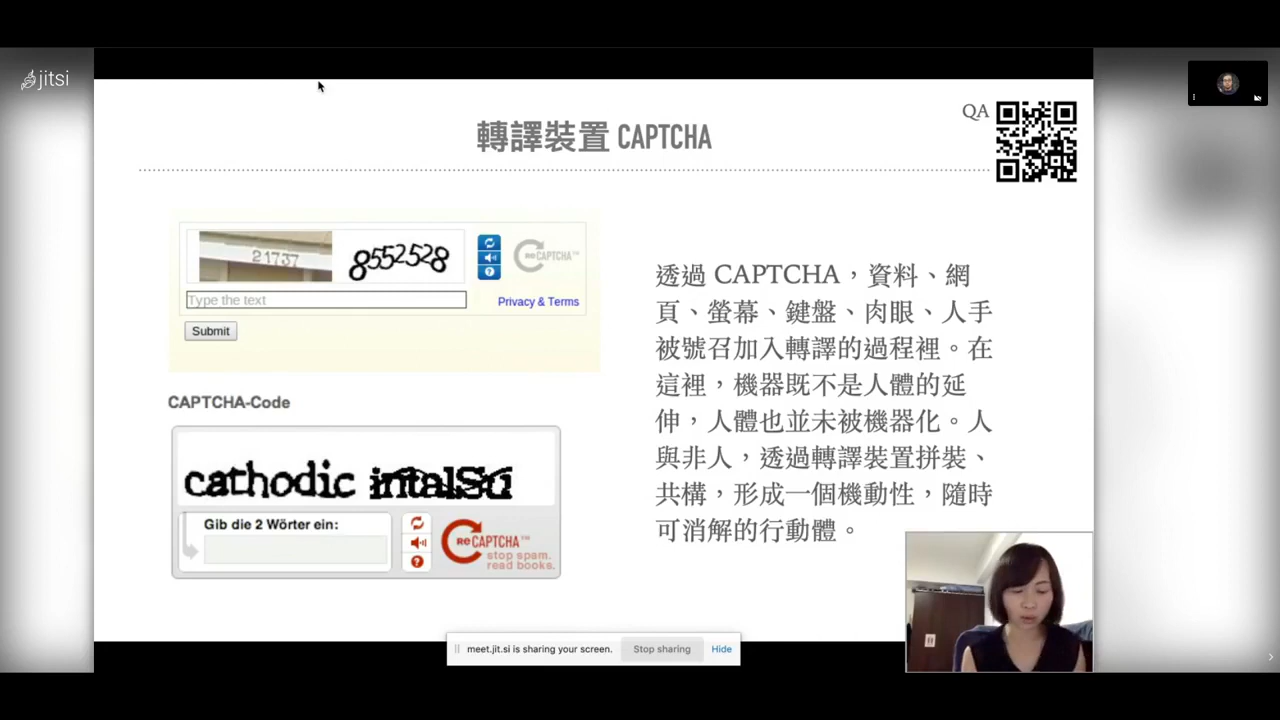 jitsi
QA
轉譯裝置 CAPTCHA
21737
8552528
reCAPTCHA™
Type the text
Privacy & Terms
Submit
CAPTCHA-Code
cathodic
Gib die 2 Wörter ein:
reCAPTCHA™
stop spam.
read books.
透過 CAPTCHA，資料、網
頁、螢幕、鍵盤、肉眼、人手
被號召加入轉譯的過程裡。在
這裡，機器既不是人體的延
伸，人體也並未被機器化。人
與非人，透過轉譯裝置拼裝、
共構，形成一個機動性，隨時
可消解的行動體。
meet.jit.si is sharing your screen.
Stop sharing
Hide